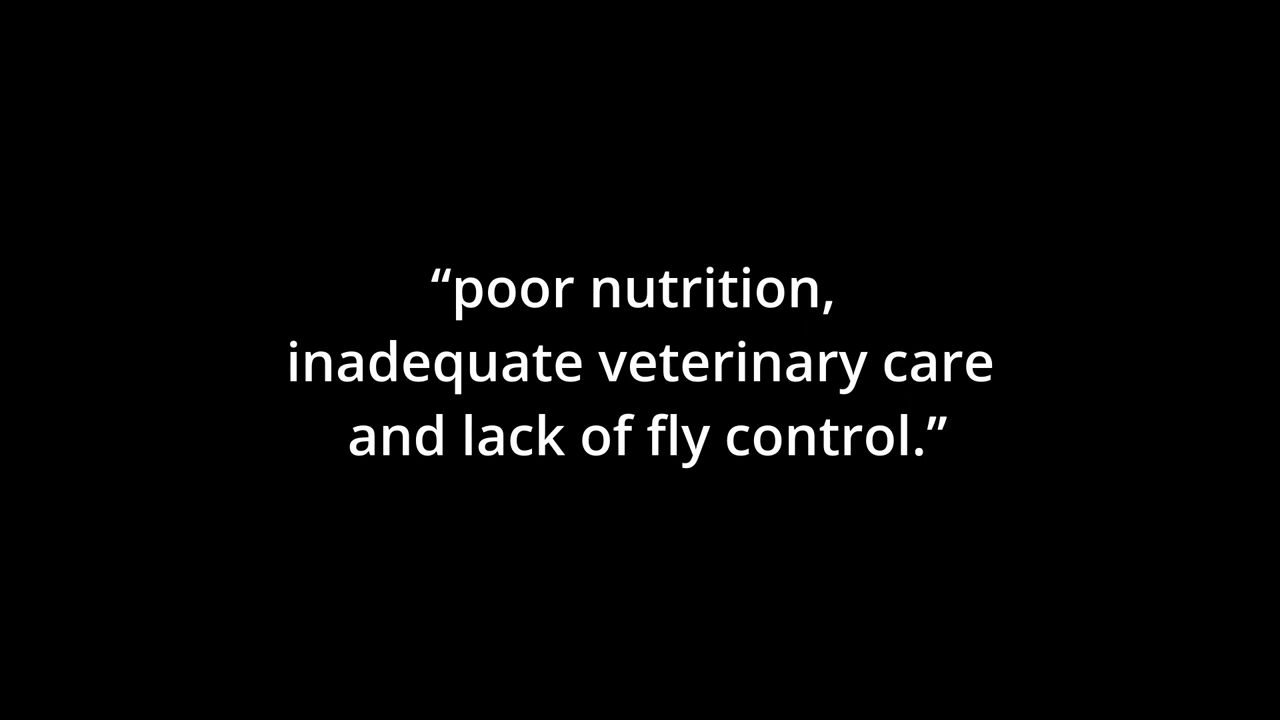 “poor nutrition,
inadequate veterinary care
and lack of fly control.”